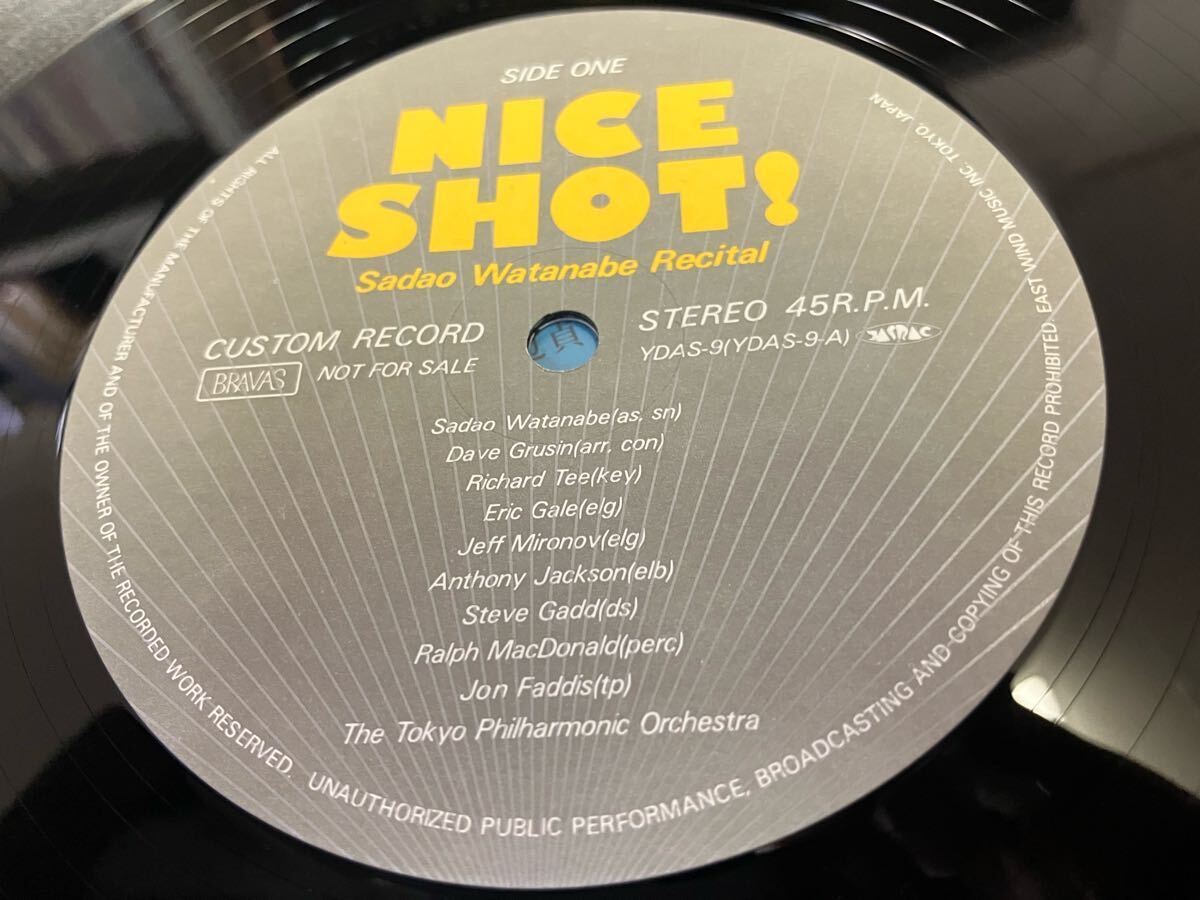 SIDE ONE
NICE
SHOT!
Sadao Watanabe Recital
CUSTOM RECORD
BRAVAS NOT FOR SALE
STEREO 45R.P.M.
YDAS-9(YDAS-9-A) JASRAC
Sadao Watanabe(as, sn)
Dave Grusin(arr, con)
Richard Tee(key)
Eric Gale(elg)
Jeff Mironov(elg)
Anthony Jackson(elb)
Steve Gadd(ds)
Ralph MacDonald(perc)
Jon Faddis(tp)
The Tokyo Philharmonic Orchestra
ALL RIGHTS OF THE MANUFACTURER AND OF THE OWNER OF THE RECORDED WORK RESERVED. UNAUTHORIZED PUBLIC PERFORMANCE, BROADCASTING AND COPYING OF THIS RECORD PROHIBITED. EAST WIND MUSIC INC. TOKYO, JAPAN